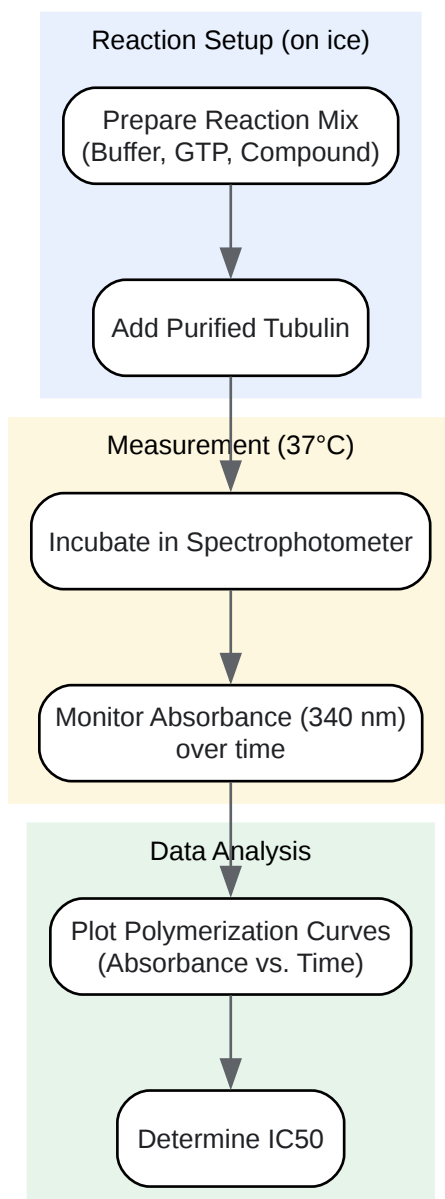 Reaction Setup (on ice)
Prepare Reaction Mix
(Buffer, GTP, Compound)
Add Purified Tubulin
Measurement (37°C)
Incubate in Spectrophotometer
Monitor Absorbance (340 nm)
over time
Data Analysis
Plot Polymerization Curves
(Absorbance vs. Time)
Determine IC50